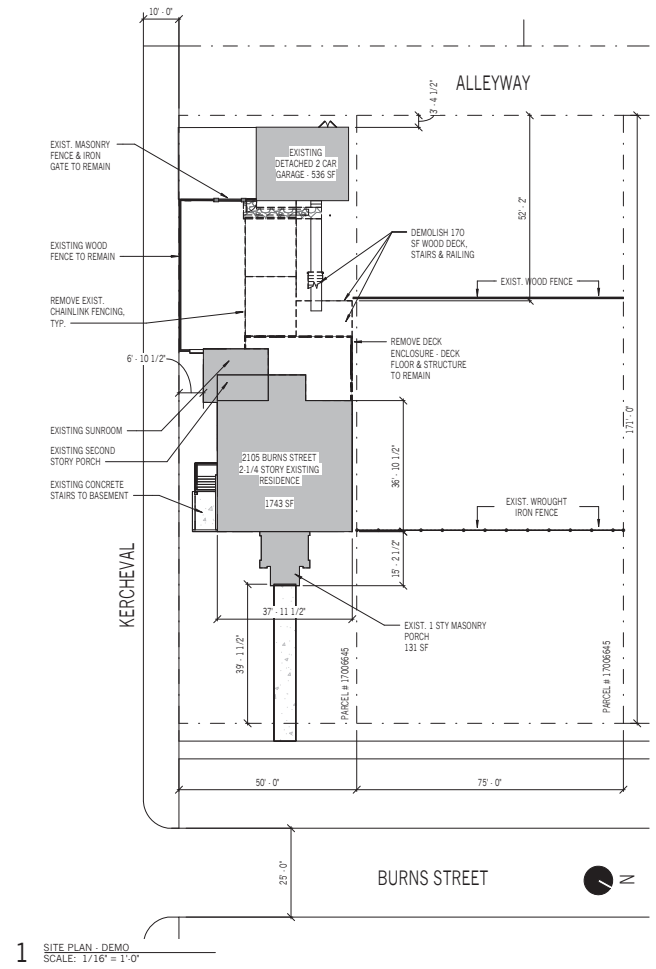 10' - 0"
ALLEYWAY
3' - 4 1/2"
EXIST. MASONRY
FENCE & IRON
GATE TO REMAIN
EXISTING
DETACHED 2 CAR
GARAGE - 536 SF
52' - 2"
EXISTING WOOD
FENCE TO REMAIN
DEMOLISH 170
SF WOOD DECK,
STAIRS & RAILING
EXIST. WOOD FENCE
REMOVE EXIST.
CHAINLINK FENCING,
TYP.
REMOVE DECK
ENCLOSURE - DECK
FLOOR & STRUCTURE
TO REMAIN
6' - 10 1/2"
171' - 0"
EXISTING SUNROOM
EXISTING SECOND
STORY PORCH
EXISTING CONCRETE
STAIRS TO BASEMENT
2105 BURNS STREET
2-1/4 STORY EXISTING
RESIDENCE
1743 SF
36' - 10 1/2"
EXIST. WROUGHT
IRON FENCE
15' - 2 1/2"
KERCHEVAL
37' - 11 1/2"
EXIST. 1 STY MASONRY
PORCH
131 SF
39' - 1 1/2"
PARCEL # 17006645
PARCEL # 17006645
50' - 0"
75' - 0"
25' - 0"
BURNS STREET
N
1 SITE PLAN - DEMO
SCALE: 1/16" = 1'-0"